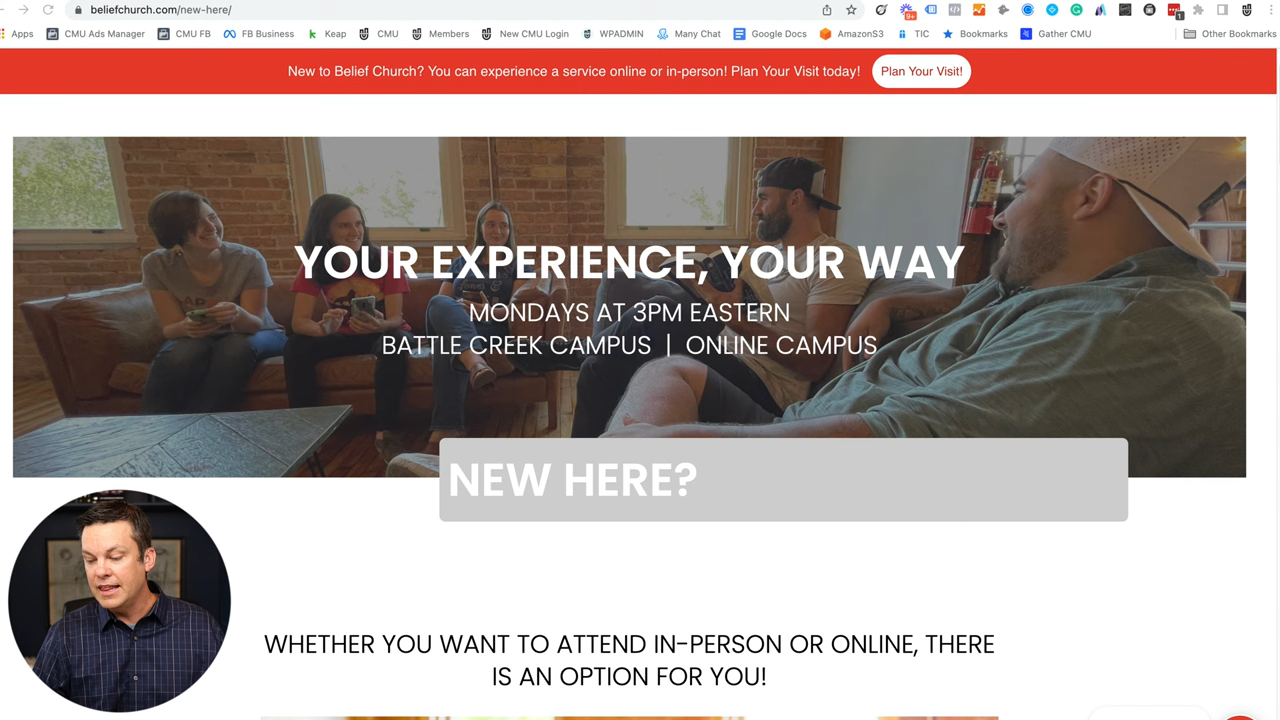 beliefchurch.com/new-here/
9+
1
Apps CMU Ads Manager CMU FB FB Business Keap CMU Members New CMU Login WPADMIN Many Chat Google Docs AmazonS3 TIC Bookmarks Gather CMU Other Bookmarks
New to Belief Church? You can experience a service online or in-person! Plan Your Visit today! Plan Your Visit!
YOUR EXPERIENCE, YOUR WAY
MONDAYS AT 3PM EASTERN
BATTLE CREEK CAMPUS | ONLINE CAMPUS
NEW HERE?
WHETHER YOU WANT TO ATTEND IN-PERSON OR ONLINE, THERE
IS AN OPTION FOR YOU!